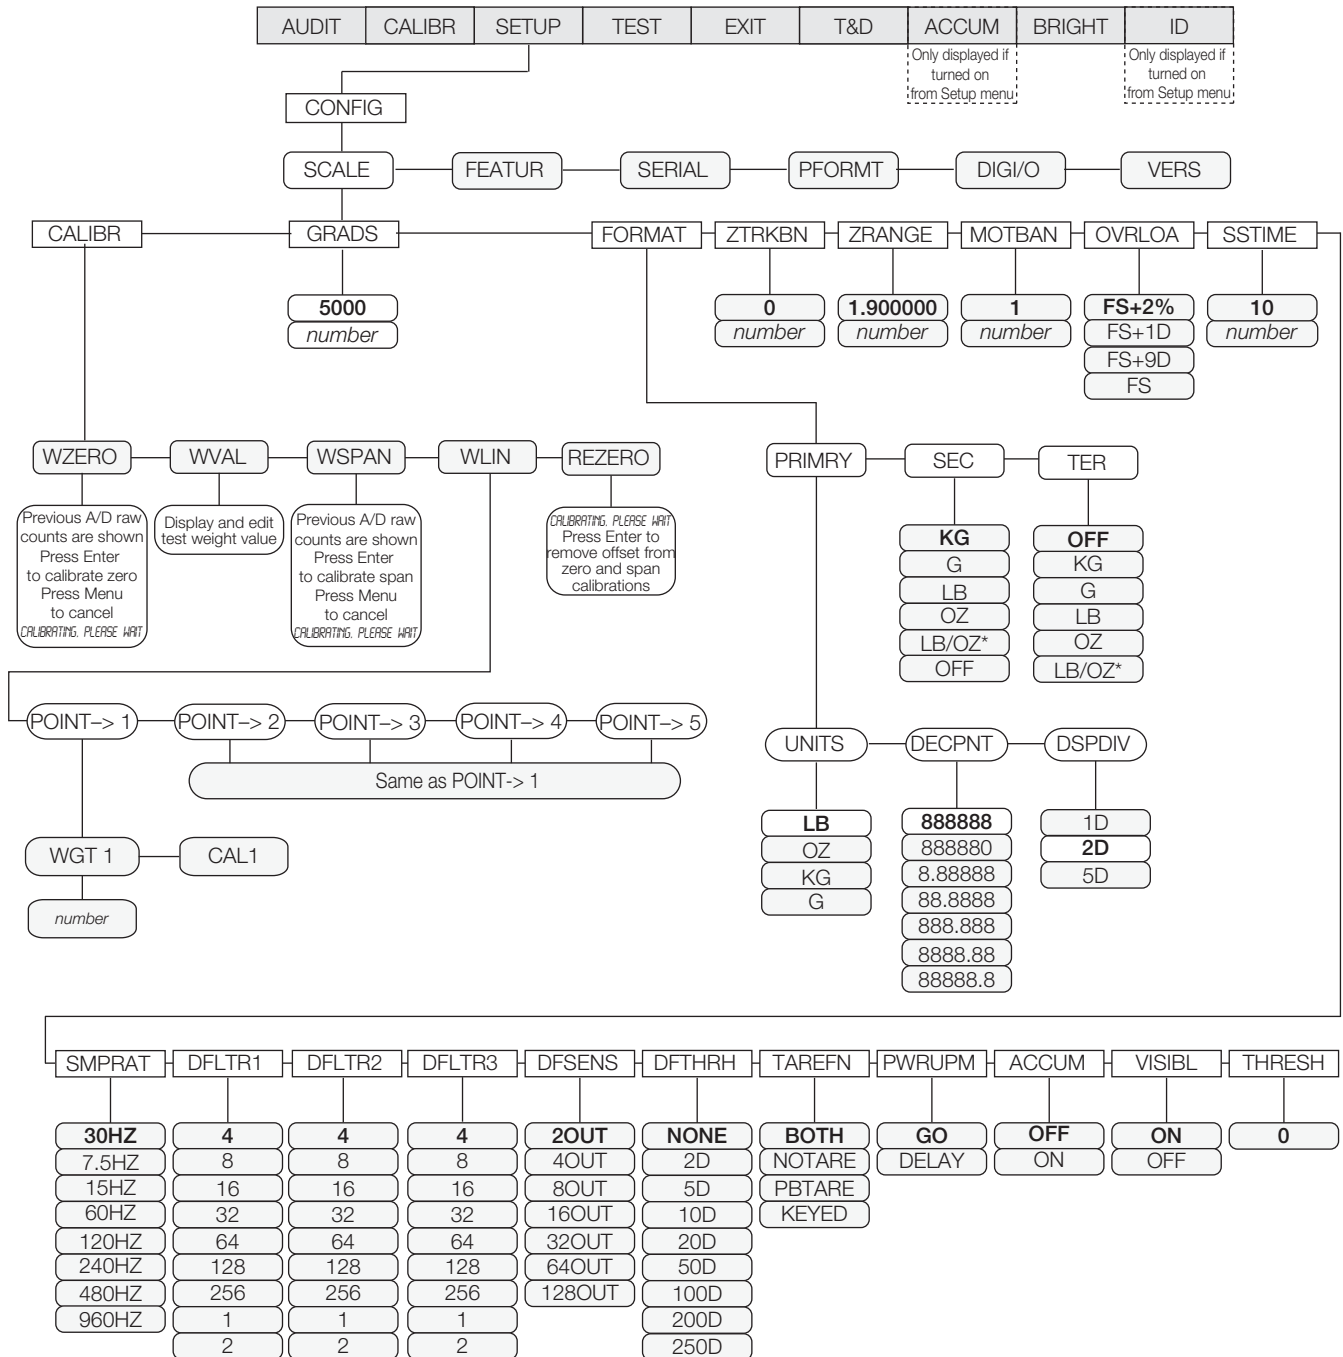 AUDIT CALIBR SETUP TEST EXIT T&D ACCUM BRIGHT ID
Only displayed if
turned on
from Setup menu
Only displayed if
turned on
from Setup menu
CONFIG
SCALE FEATUR SERIAL PFORMT DIGI/O VERS
CALIBR GRADS FORMAT ZTRKBN ZRANGE MOTBAN OVRLOA SSTIME
5000
number
0
number
1.900000
number
1
number
FS+2%
FS+1D
FS+9D
FS
10
number
WZERO WVAL WSPAN WLIN REZERO
Previous A/D raw
counts are shown
Press Enter
to calibrate zero
Press Menu
to cancel
CALIBRATING. PLEASE WAIT
Display and edit
test weight value
Previous A/D raw
counts are shown
Press Enter
to calibrate span
Press Menu
to cancel
CALIBRATING. PLEASE WAIT
CALIBRATING. PLEASE WAIT
Press Enter to
remove offset from
zero and span
calibrations
PRIMRY SEC TER
KG
G
LB
OZ
LB/OZ*
OFF
OFF
KG
G
LB
OZ
LB/OZ*
POINT–> 1 POINT–> 2 POINT–> 3 POINT–> 4 POINT–> 5
Same as POINT-> 1
WGT 1 CAL1
number
UNITS DECPNT DSPDIV
LB
OZ
KG
G
888888
888880
8.88888
88.8888
888.888
8888.88
88888.8
1D
2D
5D
SMPRAT DFLTR1 DFLTR2 DFLTR3 DFSENS DFTHRH TAREFN PWRUPM ACCUM VISIBL THRESH
30HZ
7.5HZ
15HZ
60HZ
120HZ
240HZ
480HZ
960HZ
4
8
16
32
64
128
256
1
2
4
8
16
32
64
128
256
1
2
4
8
16
32
64
128
256
1
2
2OUT
4OUT
8OUT
16OUT
32OUT
64OUT
128OUT
NONE
2D
5D
10D
20D
50D
100D
200D
250D
BOTH
NOTARE
PBTARE
KEYED
GO
DELAY
OFF
ON
ON
OFF
0